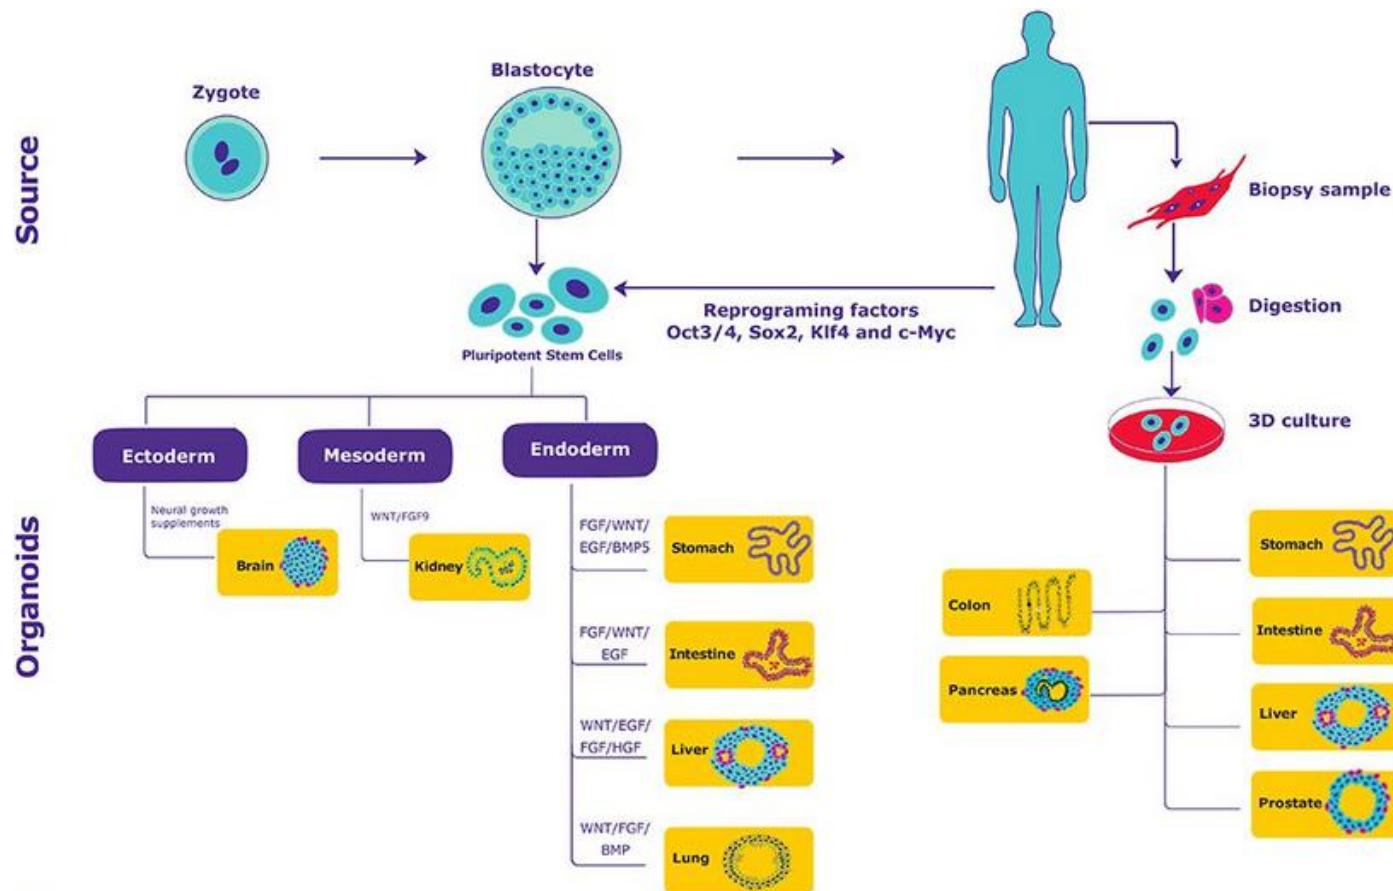 Source
Zygote
Blastocyte
Biopsy sample
Digestion
3D culture
Reprograming factors
Oct3/4, Sox2, Klf4 and c-Myc
Pluripotent Stem Cells
Organoids
Ectoderm
Mesoderm
Endoderm
Neural growth
supplements
Brain
WNT/FGF9
Kidney
FGF/WNT/
EGF/BMP5
Stomach
FGF/WNT/
EGF
Intestine
WNT/EGF/
FGF/HGF
Liver
WNT/FGF/
BMP
Lung
Colon
Pancreas
Stomach
Intestine
Liver
Prostate